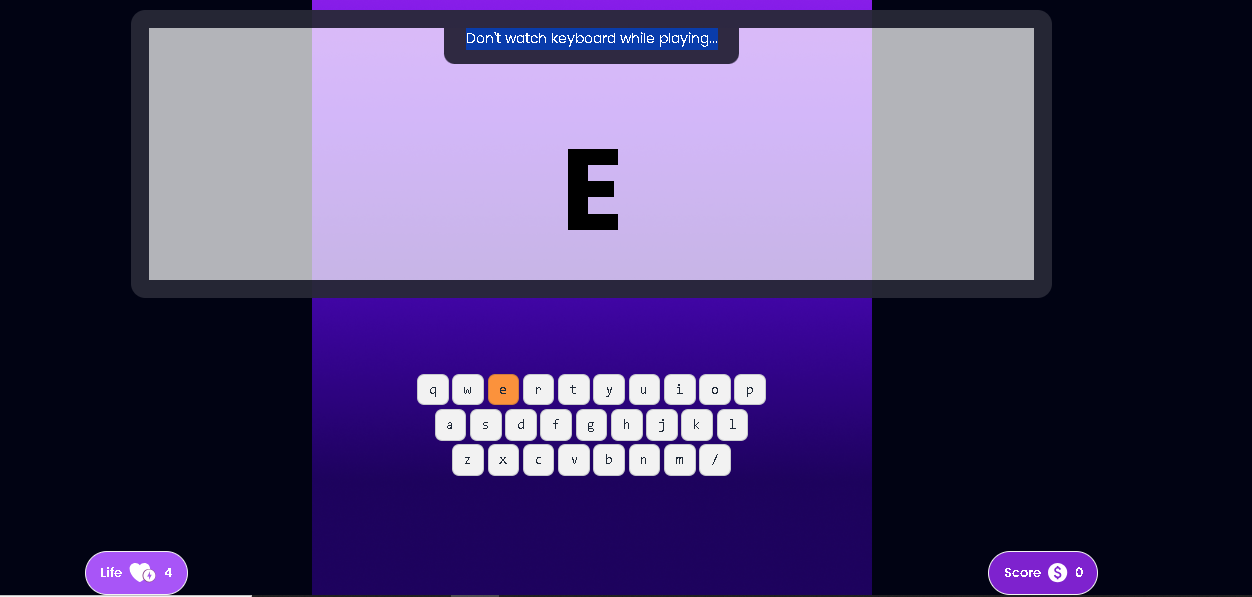 Don't watch keyboard while playing...
E
q w e r t y u i o p
a s d f g h j k l
z x c v b n m /
Life 4
Score $ 0